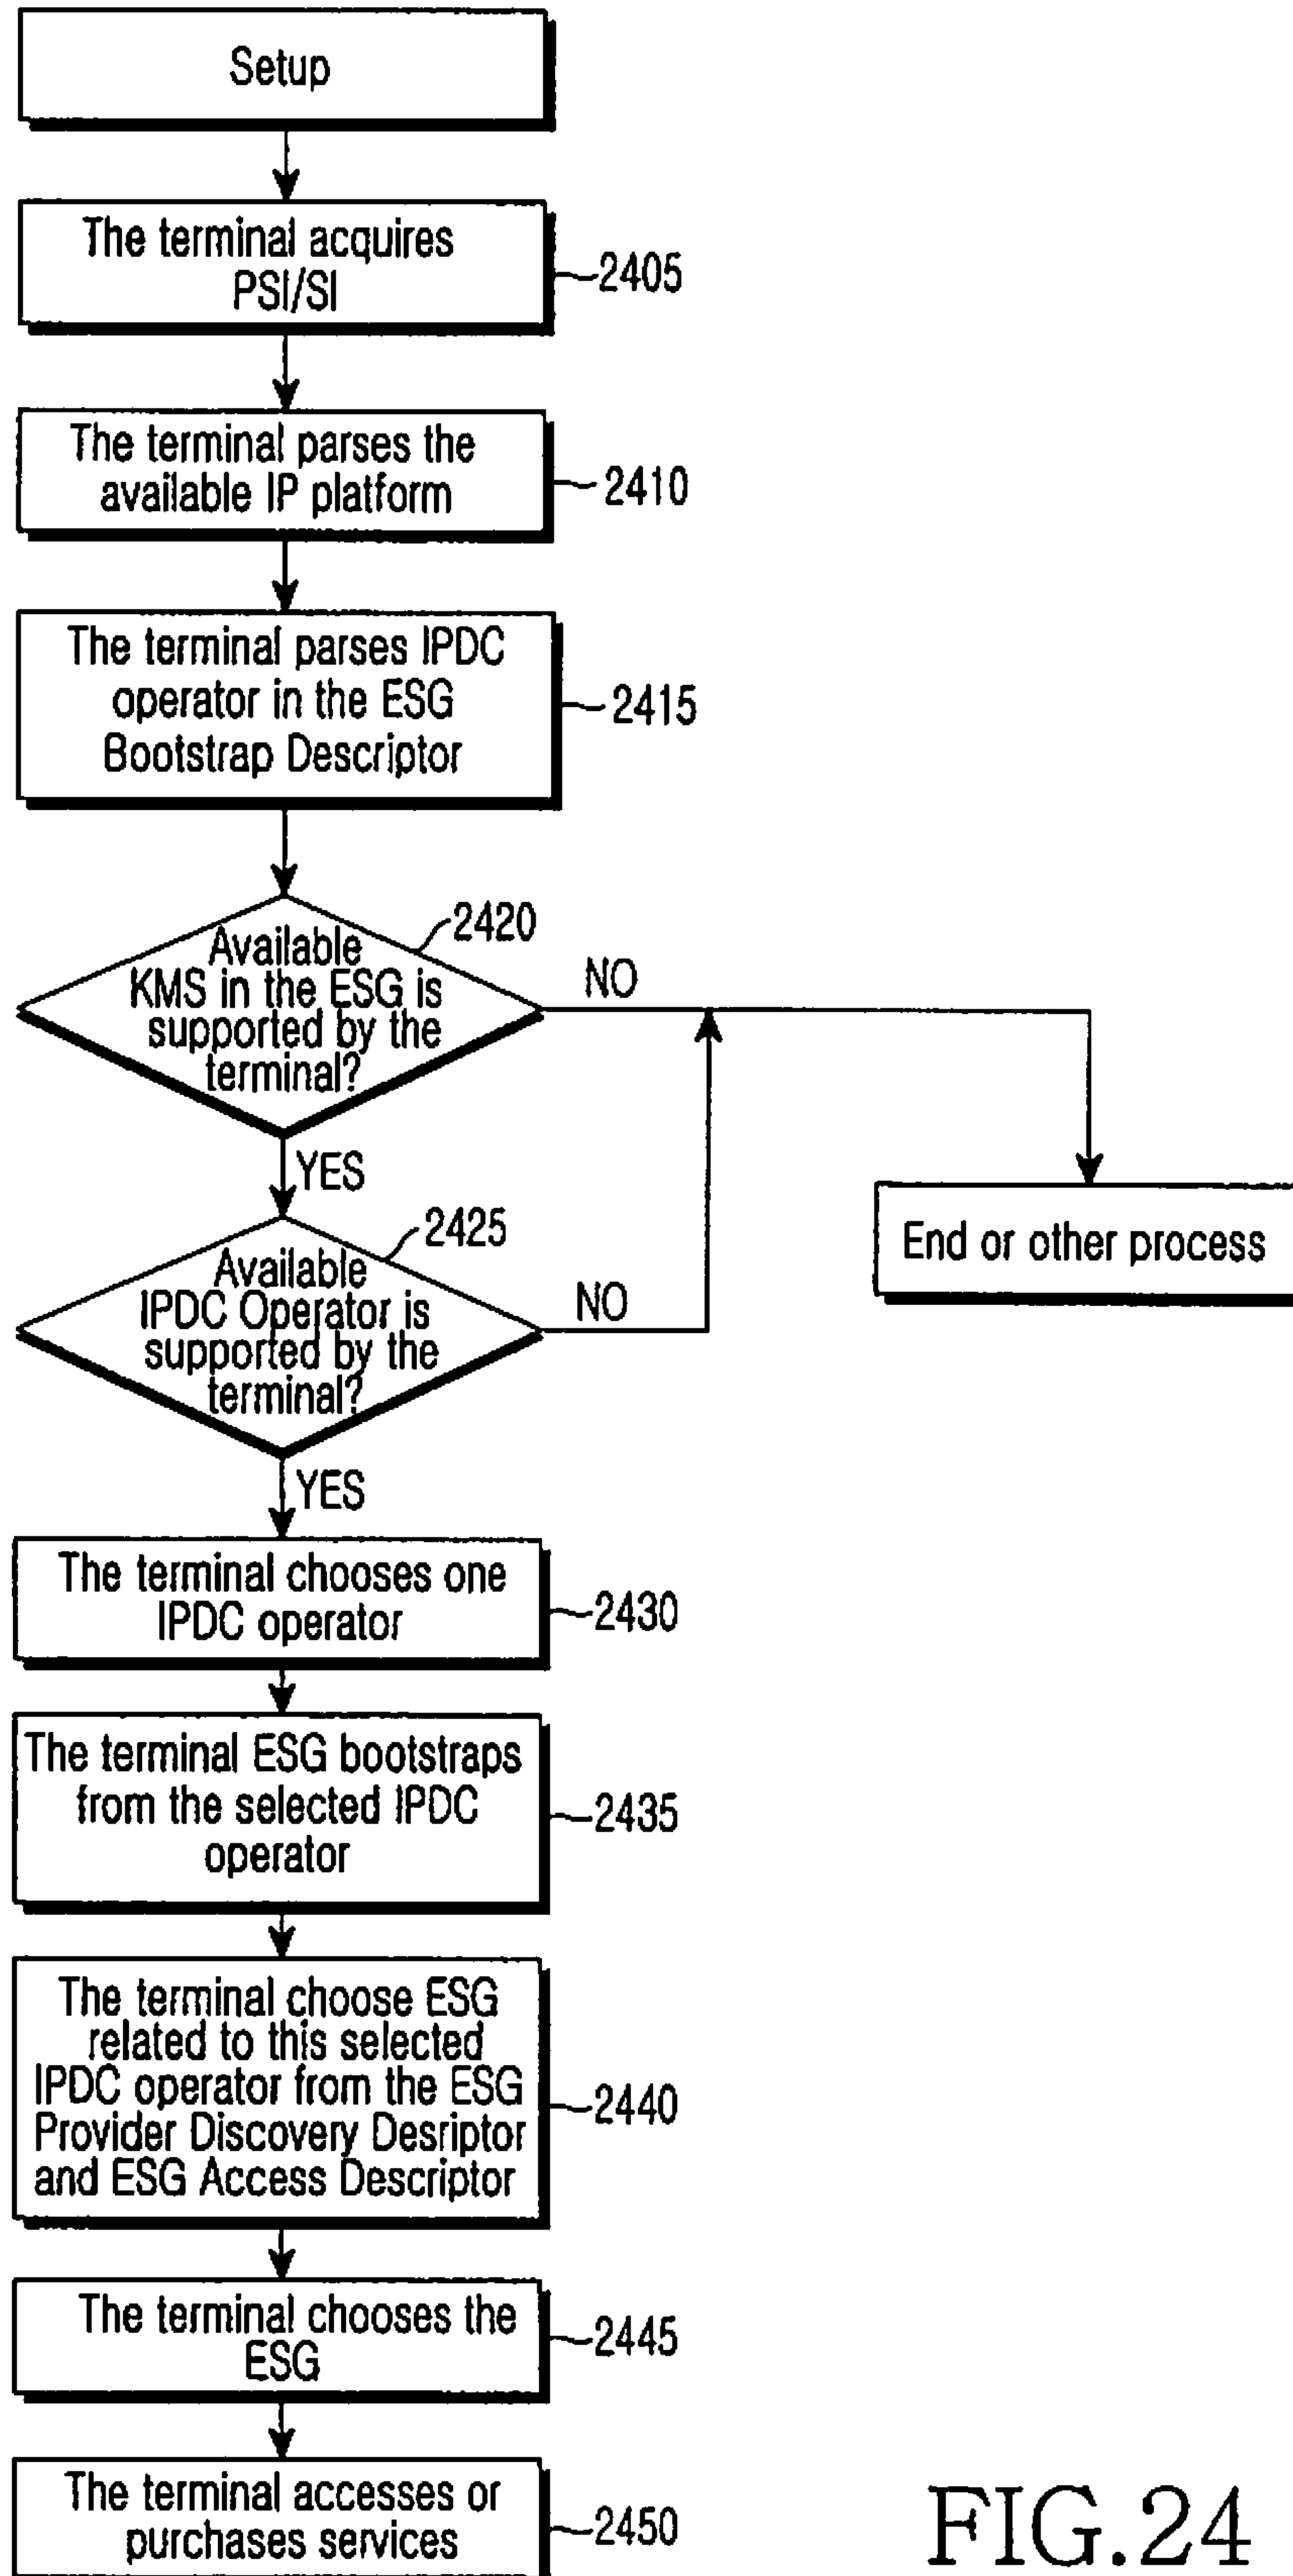 Setup
The terminal acquires
PSI/SI
2405
The terminal parses the
available IP platform
2410
The terminal parses IPDC
operator in the ESG
Bootstrap Descriptor
2415
Available
KMS in the ESG is
supported by the
terminal?
2420
NO
YES
Available
IPDC Operator is
supported by the
terminal?
2425
NO
End or other process
YES
The terminal chooses one
IPDC operator
2430
The terminal ESG bootstraps
from the selected IPDC
operator
2435
The terminal choose ESG
related to this selected
IPDC operator from the ESG
Provider Discovery Desriptor
and ESG Access Descriptor
2440
The terminal chooses the
ESG
2445
The terminal accesses or
purchases services
2450
FIG.24